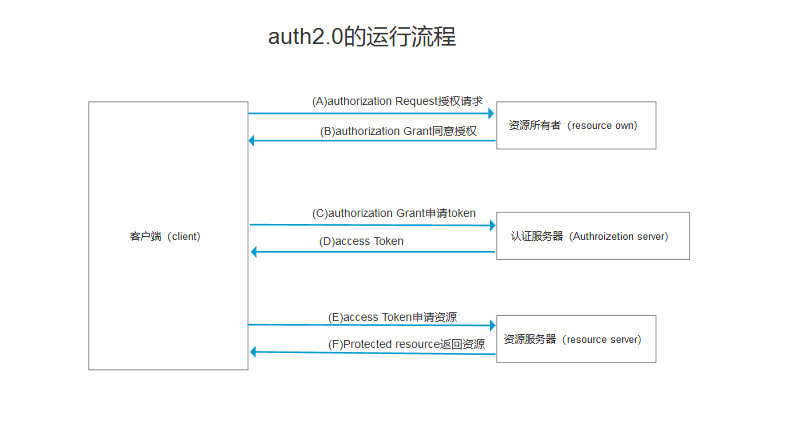 auth2.0的运行流程
(A)authorization Request授权请求
资源所有者（resource own）
(B)authorization Grant同意授权
(C)authorization Grant申请token
客户端（client）
认证服务器（Authroizetion server）
(D)access Token
(E)access Token申请资源
资源服务器（resource server）
(F)Protected resource返回资源